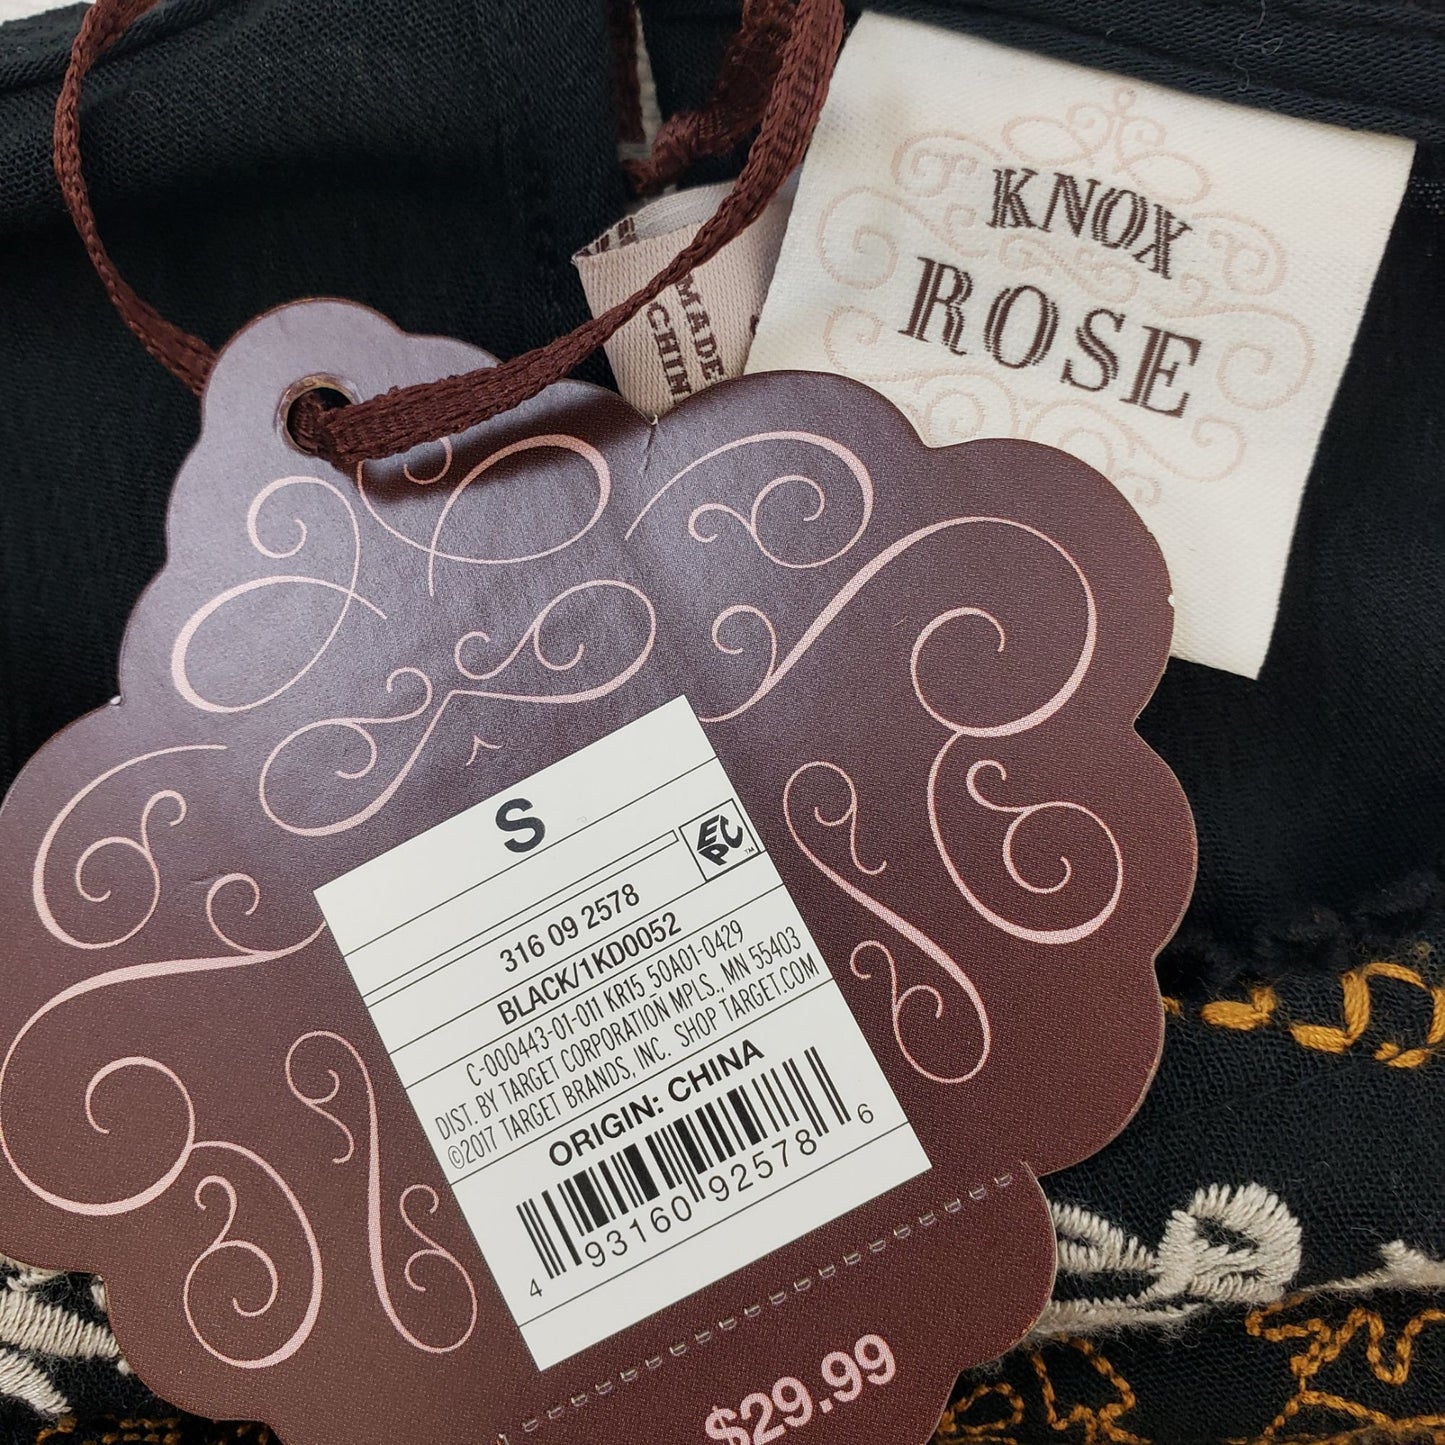 KNOX
ROSE
MADE
CHIN
S
EPC™
316 09 2578
BLACK/1KD0052
C-000443-01-011 KR15 50A01-0429
DIST. BY TARGET CORPORATION MPLS., MN 55403
©2017 TARGET BRANDS, INC. SHOP TARGET.COM
ORIGIN: CHINA
4 93160 92578 6
$29.99